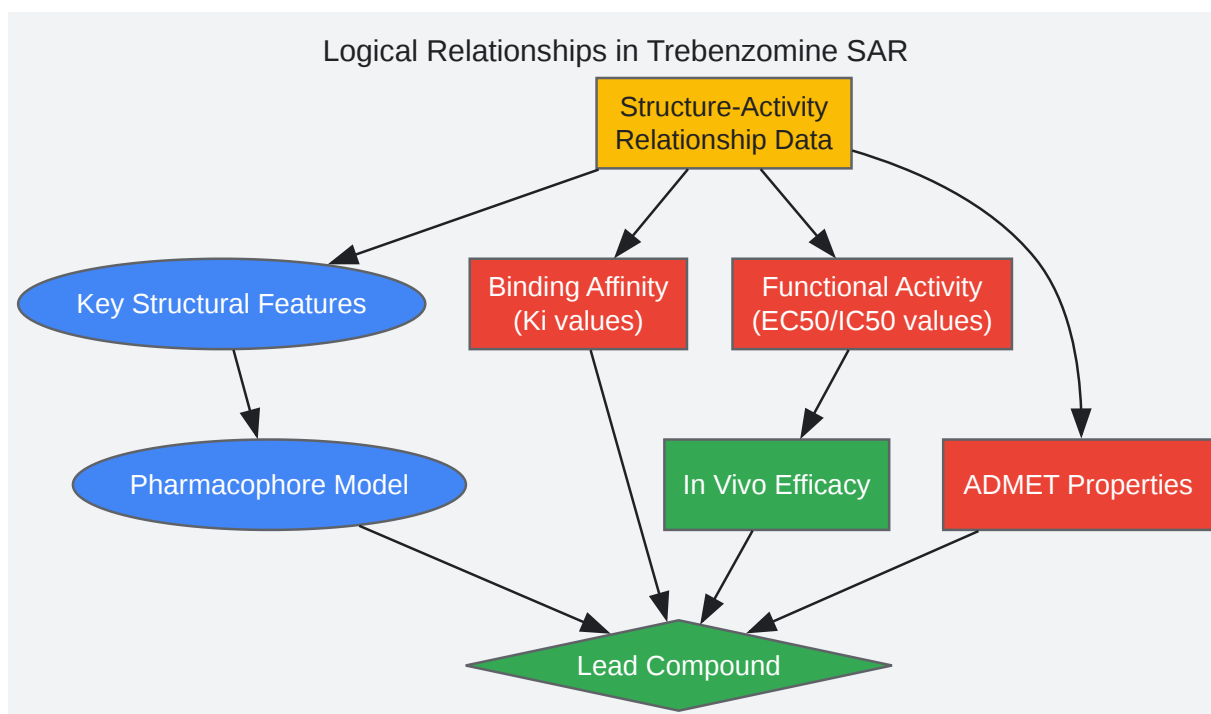 Logical Relationships in Trebenzomine SAR
Structure-Activity
Relationship Data
Key Structural Features
Binding Affinity
(Ki values)
Functional Activity
(EC50/IC50 values)
Pharmacophore Model
In Vivo Efficacy
ADMET Properties
Lead Compound